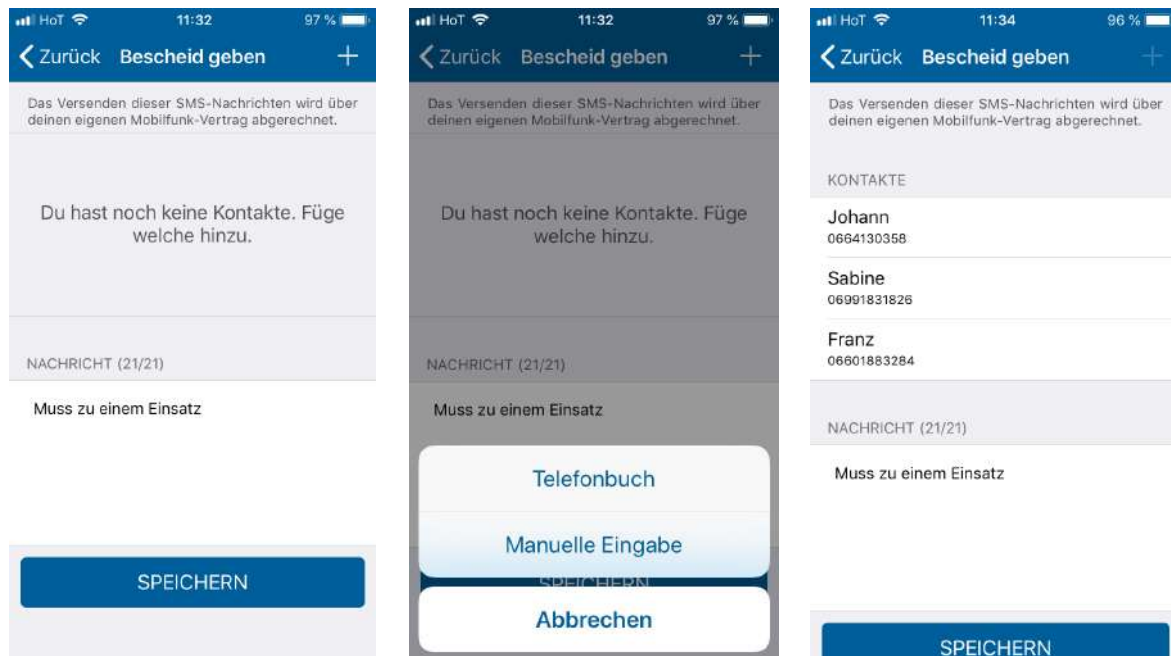 HoT 11:32 97 %
Zurück Bescheid geben +
Das Versenden dieser SMS-Nachrichten wird über
deinen eigenen Mobilfunk-Vertrag abgerechnet.
Du hast noch keine Kontakte. Füge
welche hinzu.
NACHRICHT (21/21)
Muss zu einem Einsatz
SPEICHERN
HoT 11:32 97 %
Zurück Bescheid geben +
Das Versenden dieser SMS-Nachrichten wird über
deinen eigenen Mobilfunk-Vertrag abgerechnet.
Du hast noch keine Kontakte. Füge
welche hinzu.
NACHRICHT (21/21)
Muss zu einem Einsatz
Telefonbuch
Manuelle Eingabe
SPEICHERN
Abbrechen
HoT 11:34 96 %
Zurück Bescheid geben +
Das Versenden dieser SMS-Nachrichten wird über
deinen eigenen Mobilfunk-Vertrag abgerechnet.
KONTAKTE
Johann
0664130358
Sabine
06991831826
Franz
06601883284
NACHRICHT (21/21)
Muss zu einem Einsatz
SPEICHERN